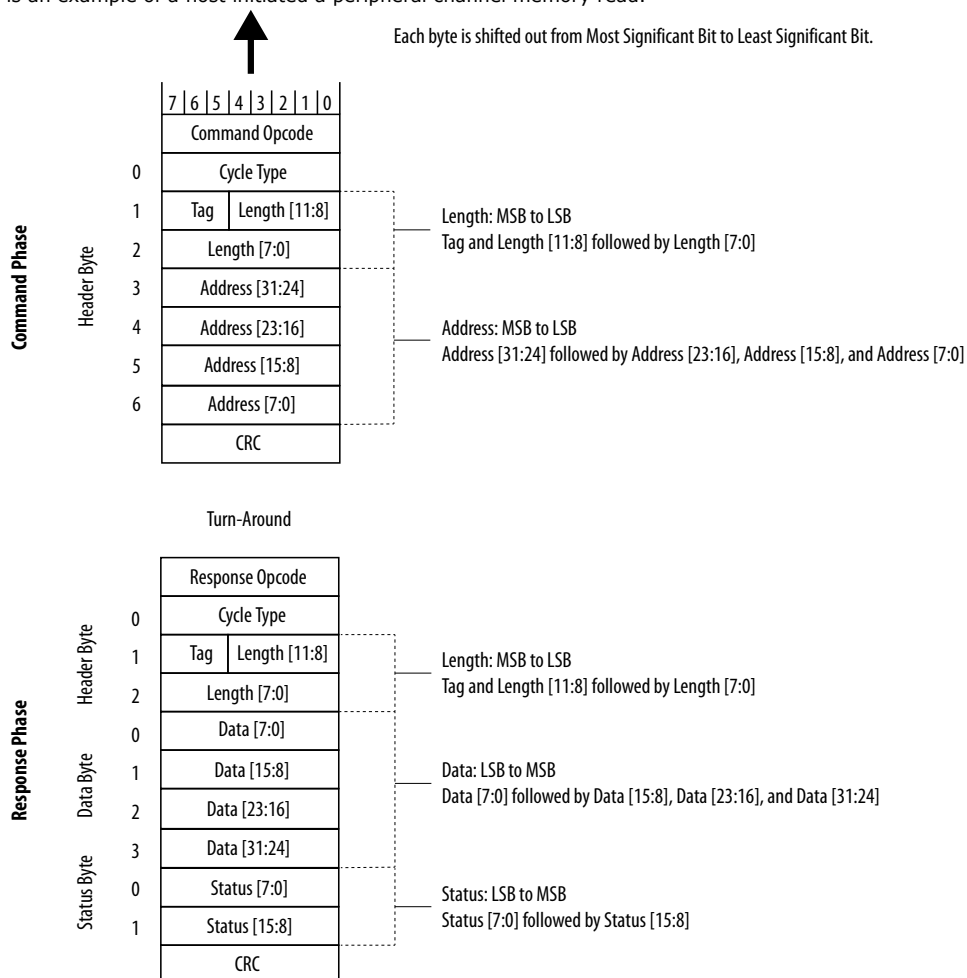 is an example of a host initiated a peripheral channel memory read.
Each byte is shifted out from Most Significant Bit to Least Significant Bit.
7 6 5 4 3 2 1 0
Command Opcode
0 Cycle Type
1 Tag Length [11:8]
2 Length [7:0]
3 Address [31:24]
4 Address [23:16]
5 Address [15:8]
6 Address [7:0]
CRC
Command Phase
Header Byte
Length: MSB to LSB
Tag and Length [11:8] followed by Length [7:0]
Address: MSB to LSB
Address [31:24] followed by Address [23:16], Address [15:8], and Address [7:0]
Turn-Around
Response Opcode
0 Cycle Type
1 Tag Length [11:8]
2 Length [7:0]
0 Data [7:0]
1 Data [15:8]
2 Data [23:16]
3 Data [31:24]
0 Status [7:0]
1 Status [15:8]
CRC
Response Phase
Header Byte
Data Byte
Status Byte
Length: MSB to LSB
Tag and Length [11:8] followed by Length [7:0]
Data: LSB to MSB
Data [7:0] followed by Data [15:8], Data [23:16], and Data [31:24]
Status: LSB to MSB
Status [7:0] followed by Status [15:8]